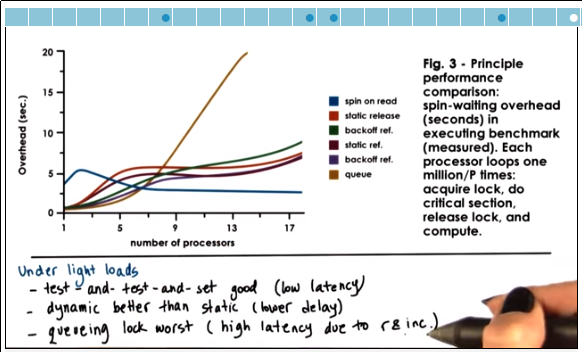 20
15
10
5
0
Overhead (sec.)
1
5
9
13
17
number of processors
spin on read
static release
backoff ref.
static ref.
backoff ref.
queue
Fig. 3 - Principle
performance
comparison:
spin-waiting overhead
(seconds) in
executing benchmark
(measured). Each
processor loops one
million/P times:
acquire lock, do
critical section,
release lock, and
compute.
Under light loads
- test-and-test-and-set good (low latency)
- dynamic better than static (lower delay)
- queueing lock worst (high latency due to r&inc.)